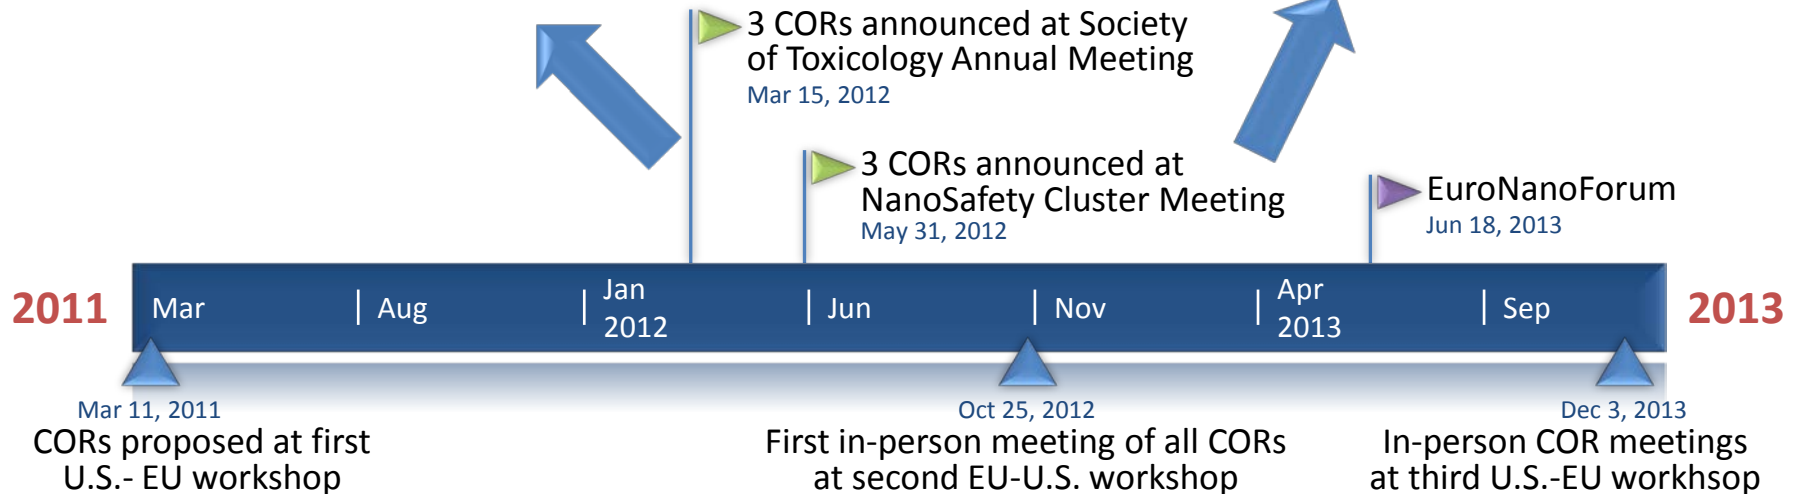 3 CORs announced at Society
of Toxicology Annual Meeting
Mar 15, 2012
3 CORs announced at
NanoSafety Cluster Meeting
May 31, 2012
EuroNanoForum
Jun 18, 2013
2011
Mar
Aug
Jan
2012
Jun
Nov
Apr
2013
Sep
2013
Mar 11, 2011
CORs proposed at first
U.S.- EU workshop
Oct 25, 2012
First in-person meeting of all CORs
at second EU-U.S. workshop
Dec 3, 2013
In-person COR meetings
at third U.S.-EU workhsop